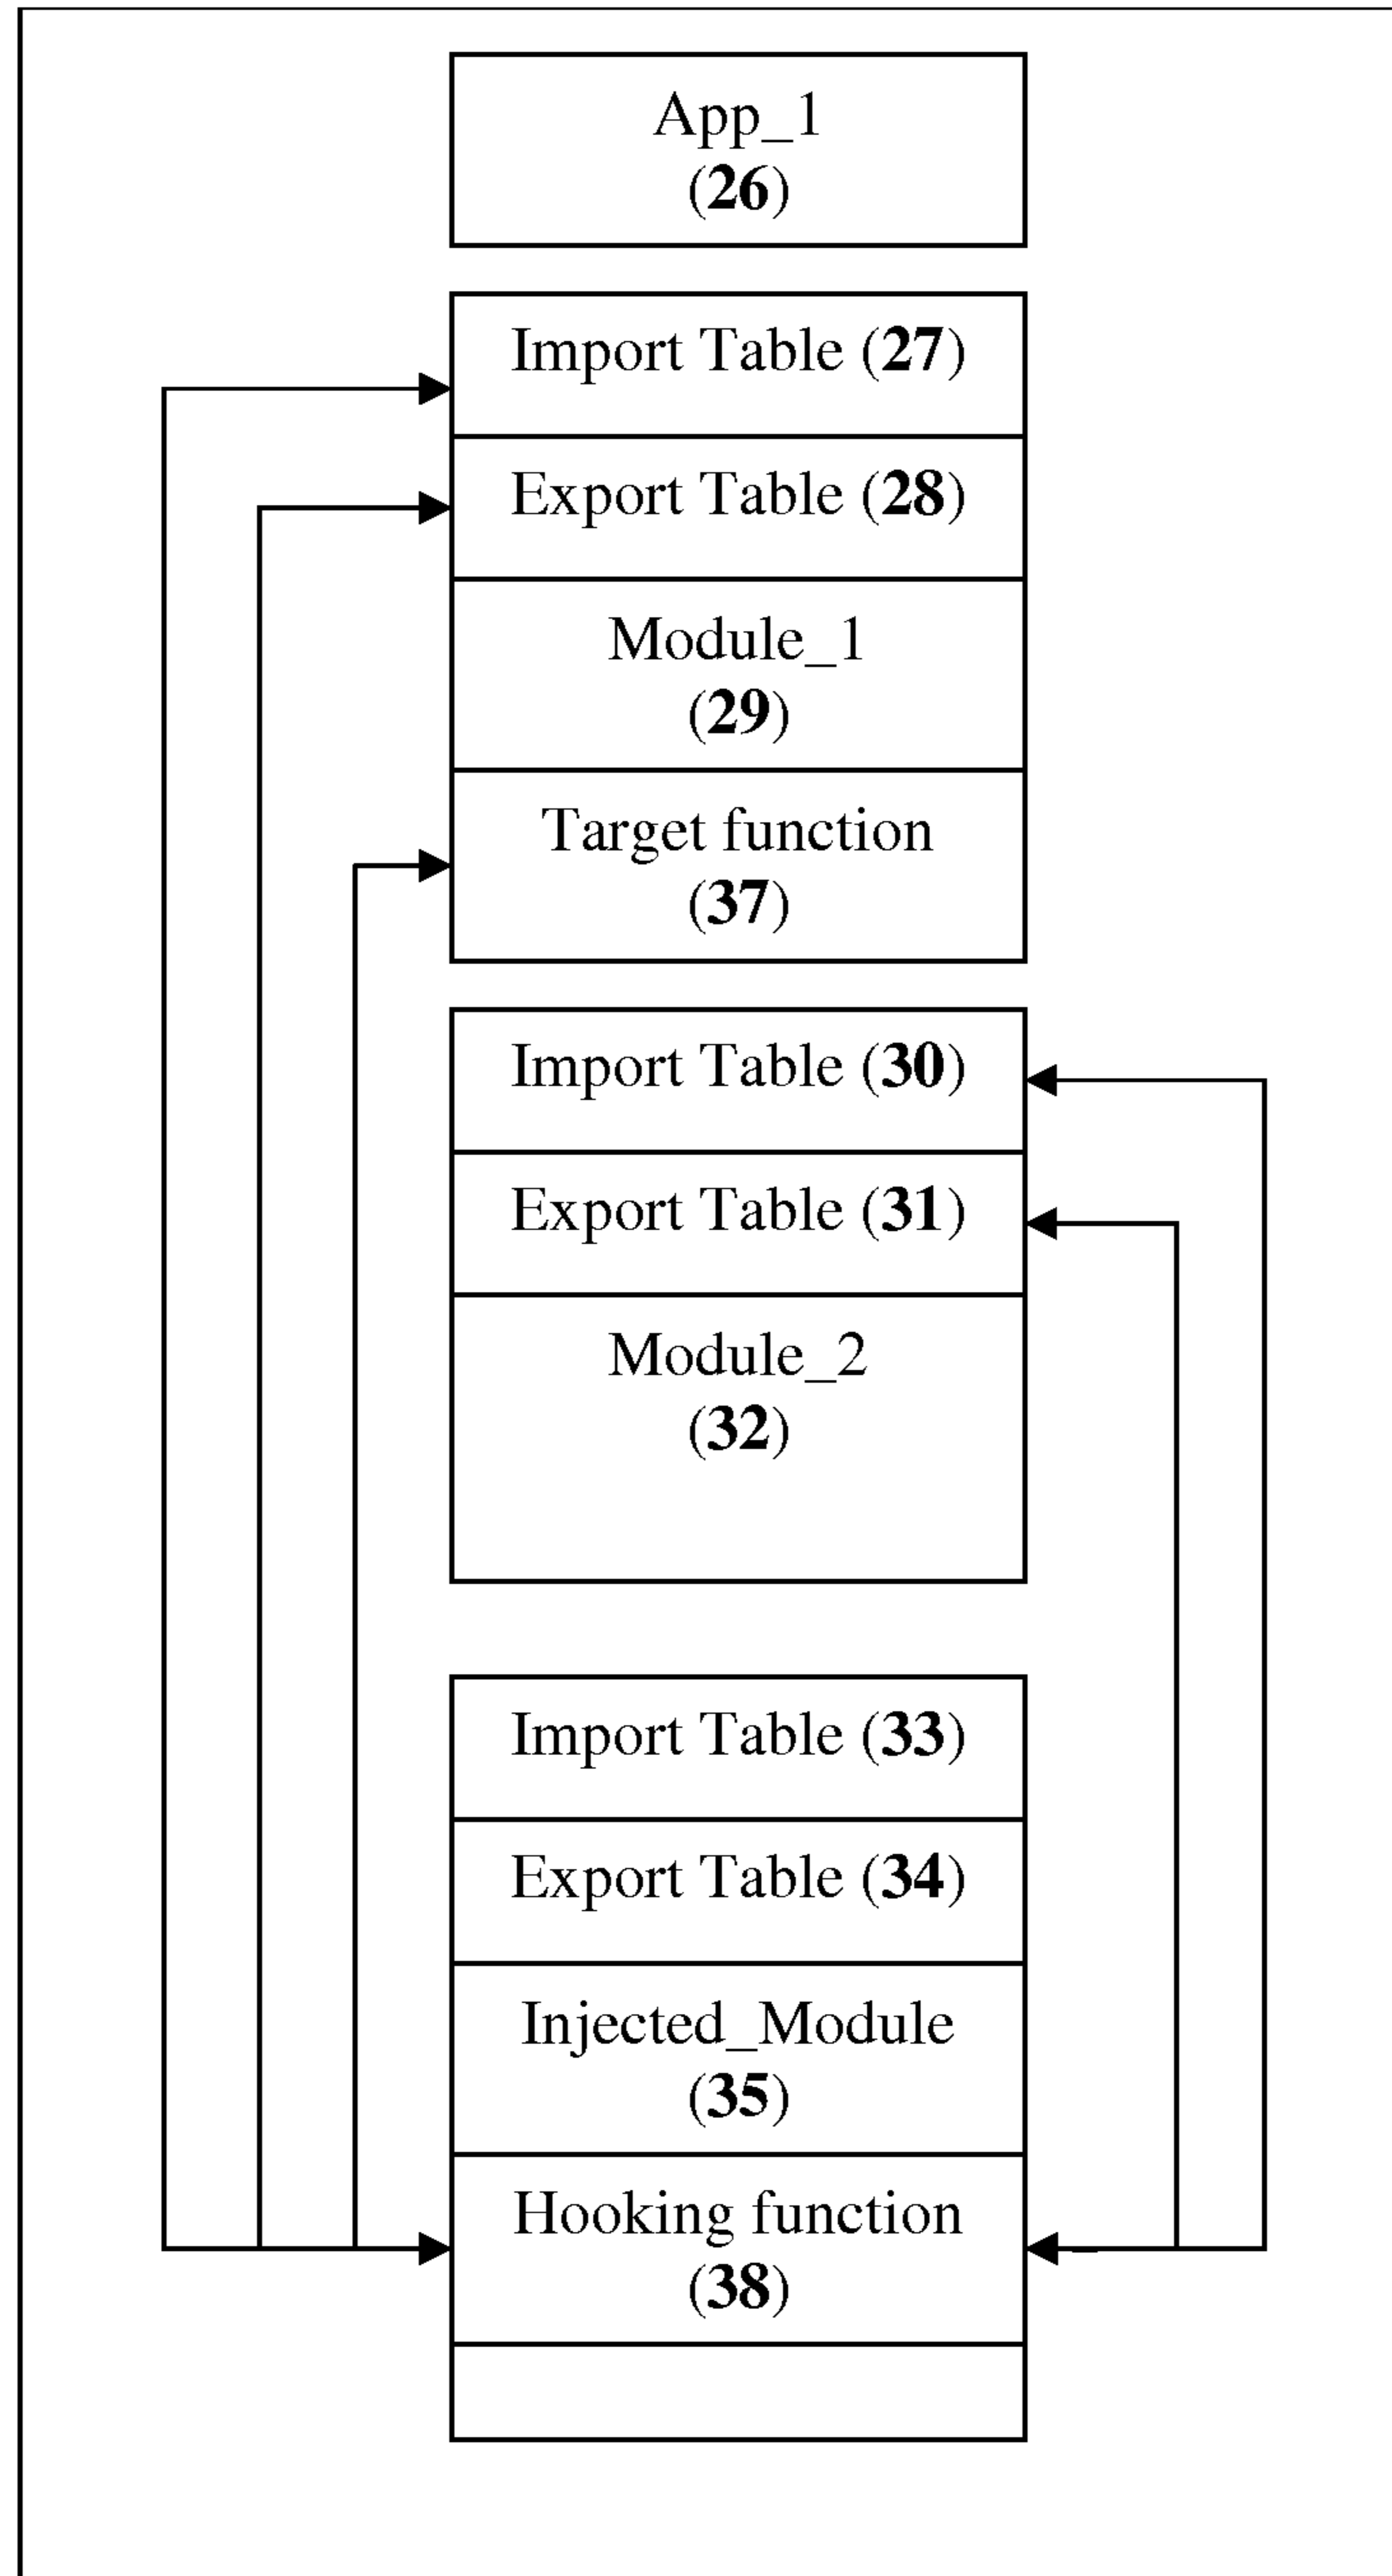 App_1
(26)
Import Table (27)
Export Table (28)
Module_1
(29)
Target function
(37)
Import Table (30)
Export Table (31)
Module_2
(32)
Import Table (33)
Export Table (34)
Injected_Module
(35)
Hooking function
(38)